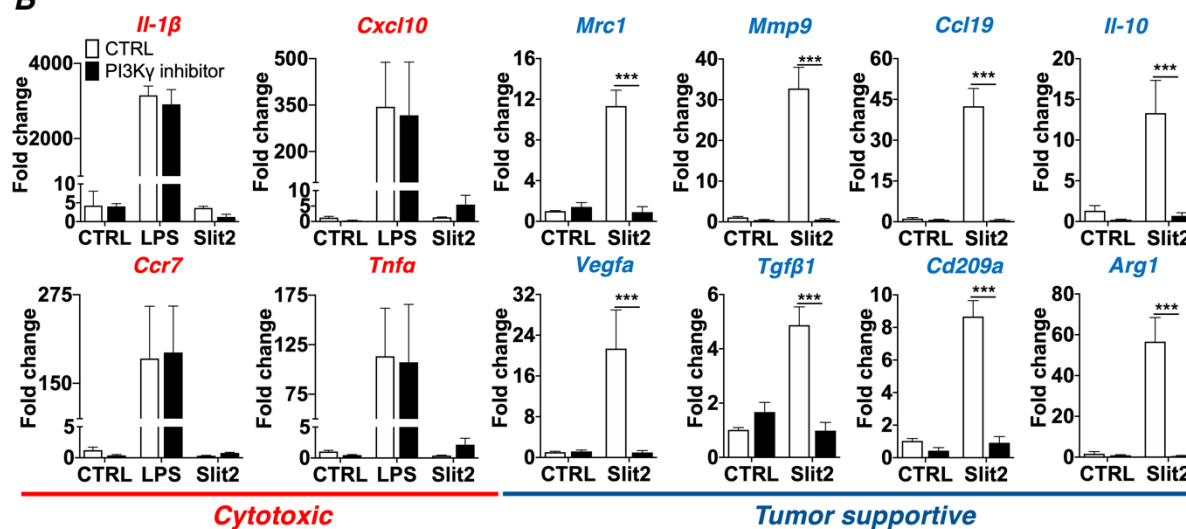 B
Il-1β Cxcl10 Mrc1 Mmp9 Ccl19 Il-10
CTRL
PI3Kγ inhibitor
Fold change 4000 2000 10 5 0 CTRL LPS Slit2
Fold change 500 350 200 10 5 0 CTRL LPS Slit2
Fold change 16 12 8 4 0 *** CTRL Slit2
Fold change 40 30 20 10 0 *** CTRL Slit2
Fold change 60 45 30 15 0 *** CTRL Slit2
Fold change 20 15 10 5 0 *** CTRL Slit2
Ccr7 Tnfα Vegfa Tgfβ1 Cd209a Arg1
Fold change 275 150 5 0 CTRL LPS Slit2
Fold change 175 125 75 5 0 CTRL LPS Slit2
Fold change 32 24 16 8 0 *** CTRL Slit2
Fold change 6 4 2 0 *** CTRL Slit2
Fold change 10 8 6 4 2 0 *** CTRL Slit2
Fold change 80 60 40 20 0 *** CTRL Slit2
Cytotoxic Tumor supportive